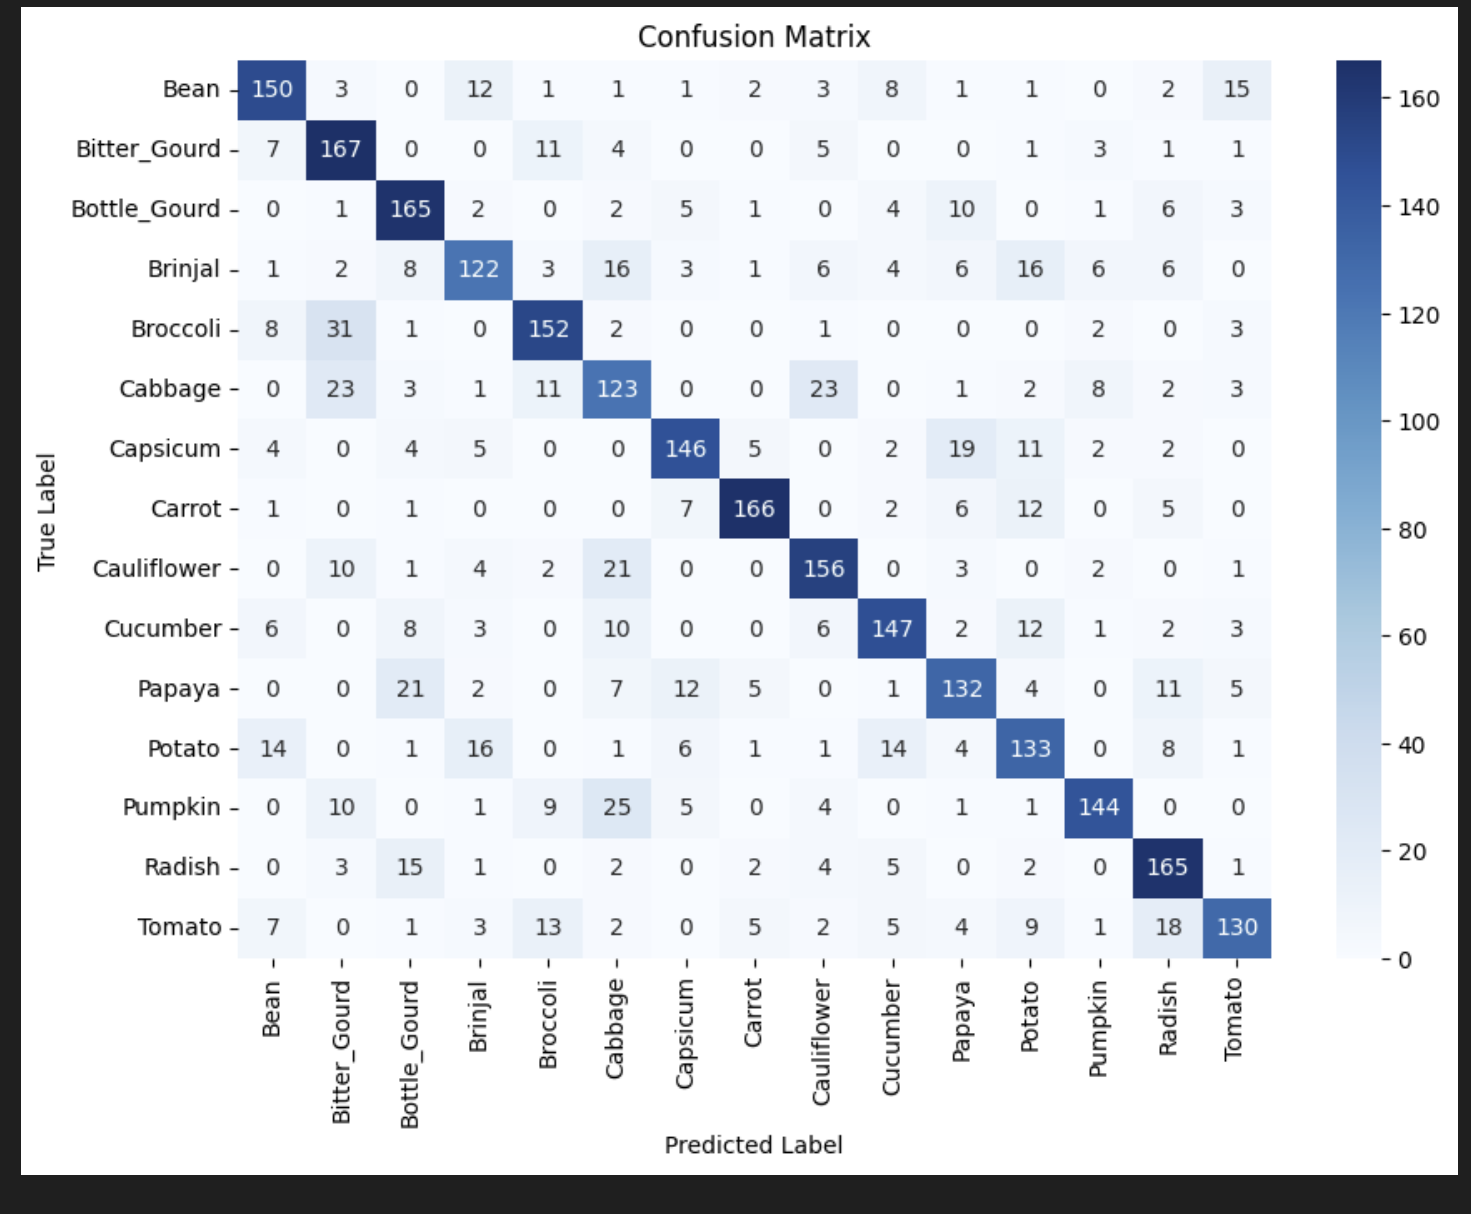 Confusion Matrix
Bean 150 3 0 12 1 1 1 2 3 8 1 1 0 2 15
Bitter_Gourd 7 167 0 0 11 4 0 0 5 0 0 1 3 1 1
Bottle_Gourd 0 1 165 2 0 2 5 1 0 4 10 0 1 6 3
Brinjal 1 2 8 122 3 16 3 1 6 4 6 16 6 6 0
Broccoli 8 31 1 0 152 2 0 0 1 0 0 0 2 0 3
Cabbage 0 23 3 1 11 123 0 0 23 0 1 2 8 2 3
Capsicum 4 0 4 5 0 0 146 5 0 2 19 11 2 2 0
Carrot 1 0 1 0 0 0 7 166 0 2 6 12 0 5 0
Cauliflower 0 10 1 4 2 21 0 0 156 0 3 0 2 0 1
Cucumber 6 0 8 3 0 10 0 0 6 147 2 12 1 2 3
Papaya 0 0 21 2 0 7 12 5 0 1 132 4 0 11 5
Potato 14 0 1 16 0 1 6 1 1 14 4 133 0 8 1
Pumpkin 0 10 0 1 9 25 5 0 4 0 1 1 144 0 0
Radish 0 3 15 1 0 2 0 2 4 5 0 2 0 165 1
Tomato 7 0 1 3 13 2 0 5 2 5 4 9 1 18 130
True Label
Bean Bitter_Gourd Bottle_Gourd Brinjal Broccoli Cabbage Capsicum Carrot Cauliflower Cucumber Papaya Potato Pumpkin Radish Tomato
Predicted Label
160
140
120
100
80
60
40
20
0